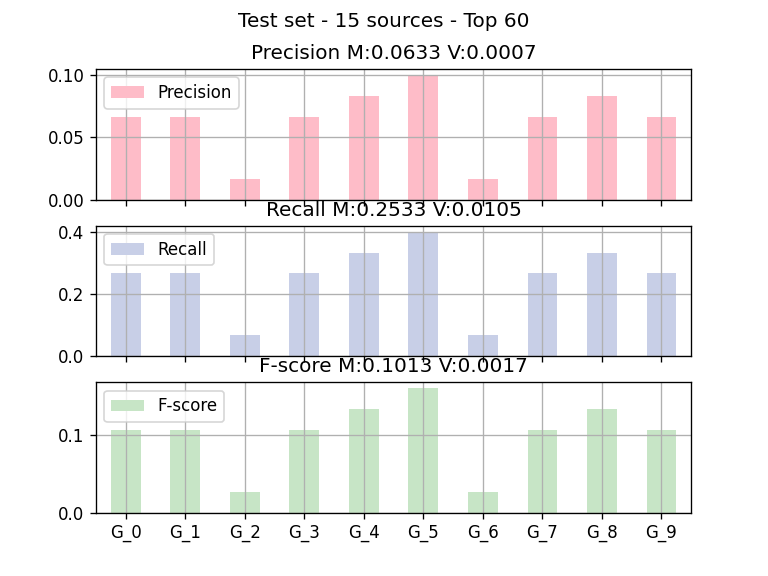 Test set - 15 sources - Top 60
Precision M:0.0633 V:0.0007
0.10
Precision
0.05
0.00
Recall M:0.2533 V:0.0105
0.4
Recall
0.2
0.0
F-score M:0.1013 V:0.0017
F-score
0.1
0.0
G_0 G_1 G_2 G_3 G_4 G_5 G_6 G_7 G_8 G_9